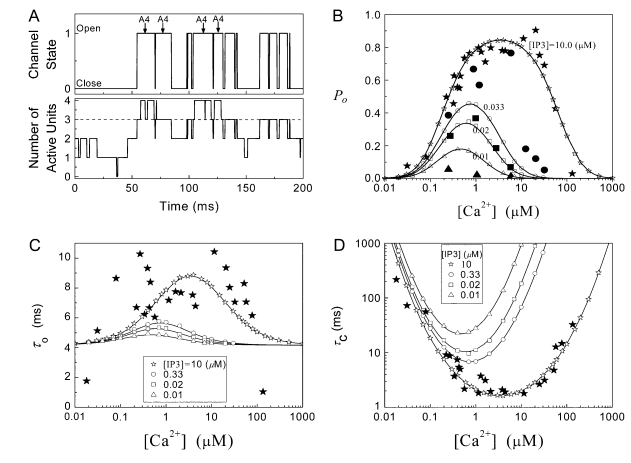 A
Channel State
Open
Close
1
0
A4 A4 A4 A4
Number of Active Units
4
3
2
1
0
0 50 100 150 200
Time (ms)
B
Po
1.0
0.8
0.6
0.4
0.2
0.0
[IP3]=10.0 (μM)
0.033
0.02
0.01
0.01 0.1 1 10 100 1000
[Ca2+] (μM)
C
τo (ms)
10
8
6
4
2
0
[IP3]=10 (μM)
0.33
0.02
0.01
0.01 0.1 1 10 100 1000
[Ca2+] (μM)
D
τC (ms)
1000
100
10
1
[IP3] (μM)
10
0.33
0.02
0.01
0.01 0.1 1 10 100 1000
[Ca2+] (μM)